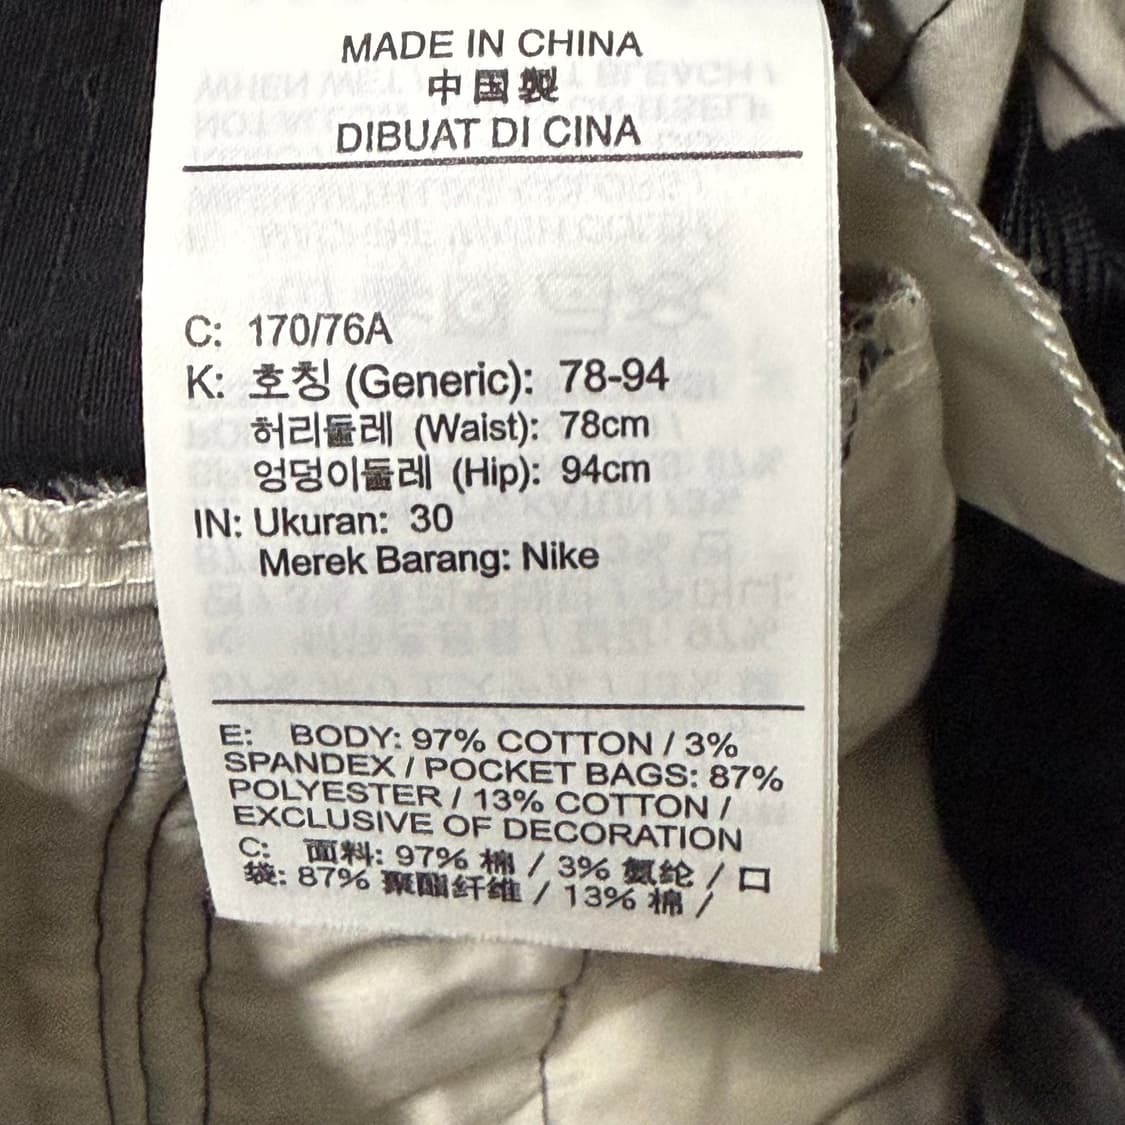 MADE IN CHINA
中国製
DIBUAT DI CINA
C: 170/76A
K: 호칭 (Generic): 78-94
허리둘레 (Waist): 78cm
엉덩이둘레 (Hip): 94cm
IN: Ukuran: 30
Merek Barang: Nike
E: BODY: 97% COTTON / 3%
SPANDEX / POCKET BAGS: 87%
POLYESTER / 13% COTTON /
EXCLUSIVE OF DECORATION
C: 面料: 97% 棉 / 3% 氨纶 / 口
袋: 87% 聚酯纤维 / 13% 棉 /